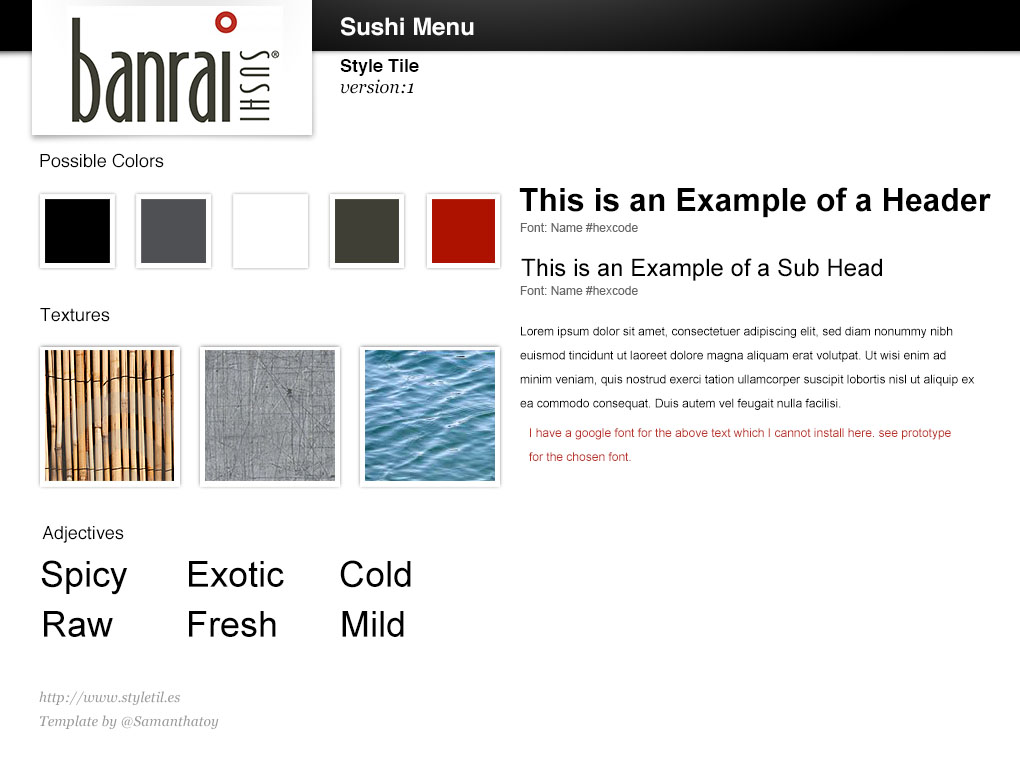 banrai
SUSHI®
Sushi Menu
Style Tile
version:1
Possible Colors
This is an Example of a Header
Font: Name #hexcode
This is an Example of a Sub Head
Font: Name #hexcode
Textures
Lorem ipsum dolor sit amet, consectetuer adipiscing elit, sed diam nonummy nibh
euismod tincidunt ut laoreet dolore magna aliquam erat volutpat. Ut wisi enim ad
minim veniam, quis nostrud exerci tation ullamcorper suscipit lobortis nisl ut aliquip ex
ea commodo consequat. Duis autem vel feugait nulla facilisi.
I have a google font for the above text which I cannot install here. see prototype
for the chosen font.
Adjectives
Spicy Exotic Cold
Raw Fresh Mild
http://www.styletil.es
Template by @Samanthatoy